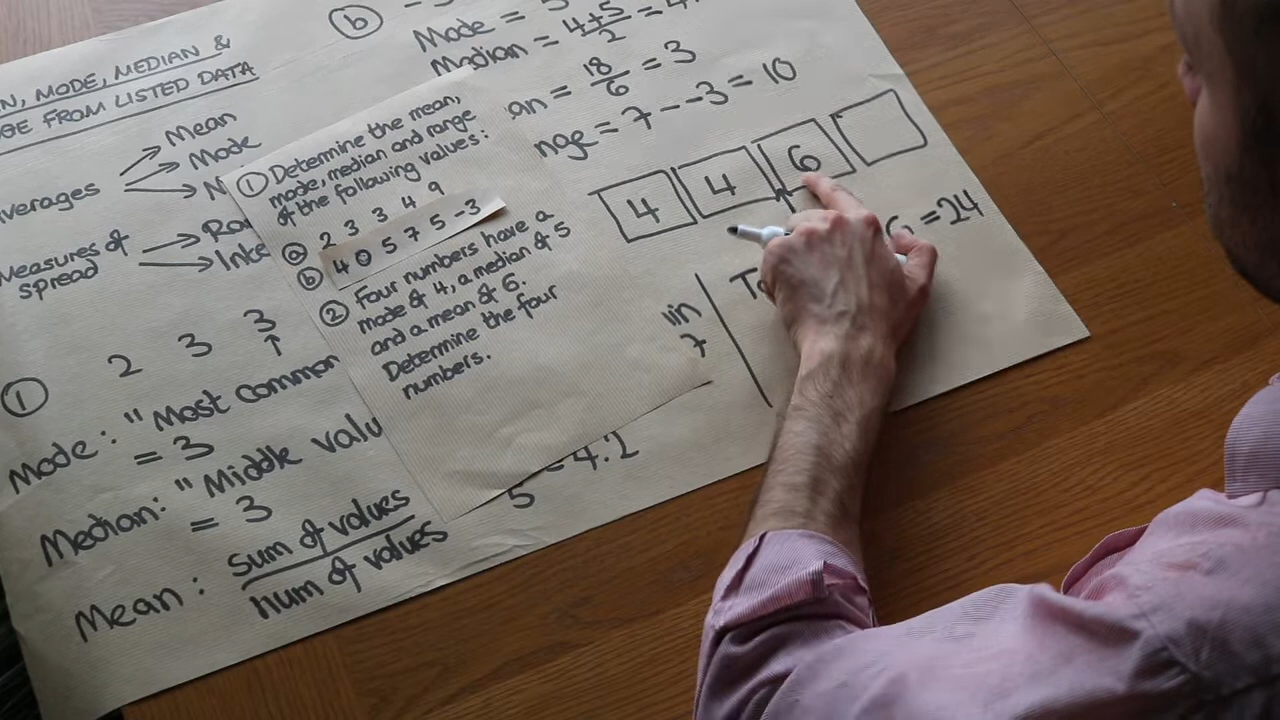 N, MODE, MEDIAN &
GE FROM LISTED DATA
verages
Mean
Mode
Measures of
spread
①
2 3 3
↑
Mode: "Most common
= 3
Median: "Middle valu
= 3
Mean: sum of values
num of values
① Determine the mean,
mode, median and range
of the following values:
ⓐ 2 3 3 4 9
ⓑ 4 0 5 7 5 -3
② Four numbers have a
mode of 4, a median of 5
and a mean of 6.
Determine the four
numbers.
ⓑ
Mode =
Median = 4+5
2
an = 18 = 3
6
nge = 7 - -3 = 10
4 4 6
6 = 24
5
= 4.2
7